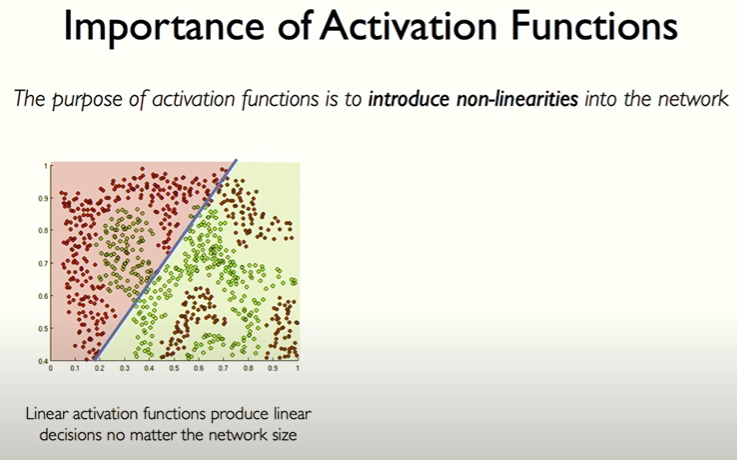 Importance of Activation Functions
The purpose of activation functions is to introduce non-linearities into the network
1
0.9
0.8
0.7
0.6
0.5
0.4
0 0.1 0.2 0.3 0.4 0.5 0.6 0.7 0.8 0.9 1
Linear activation functions produce linear
decisions no matter the network size